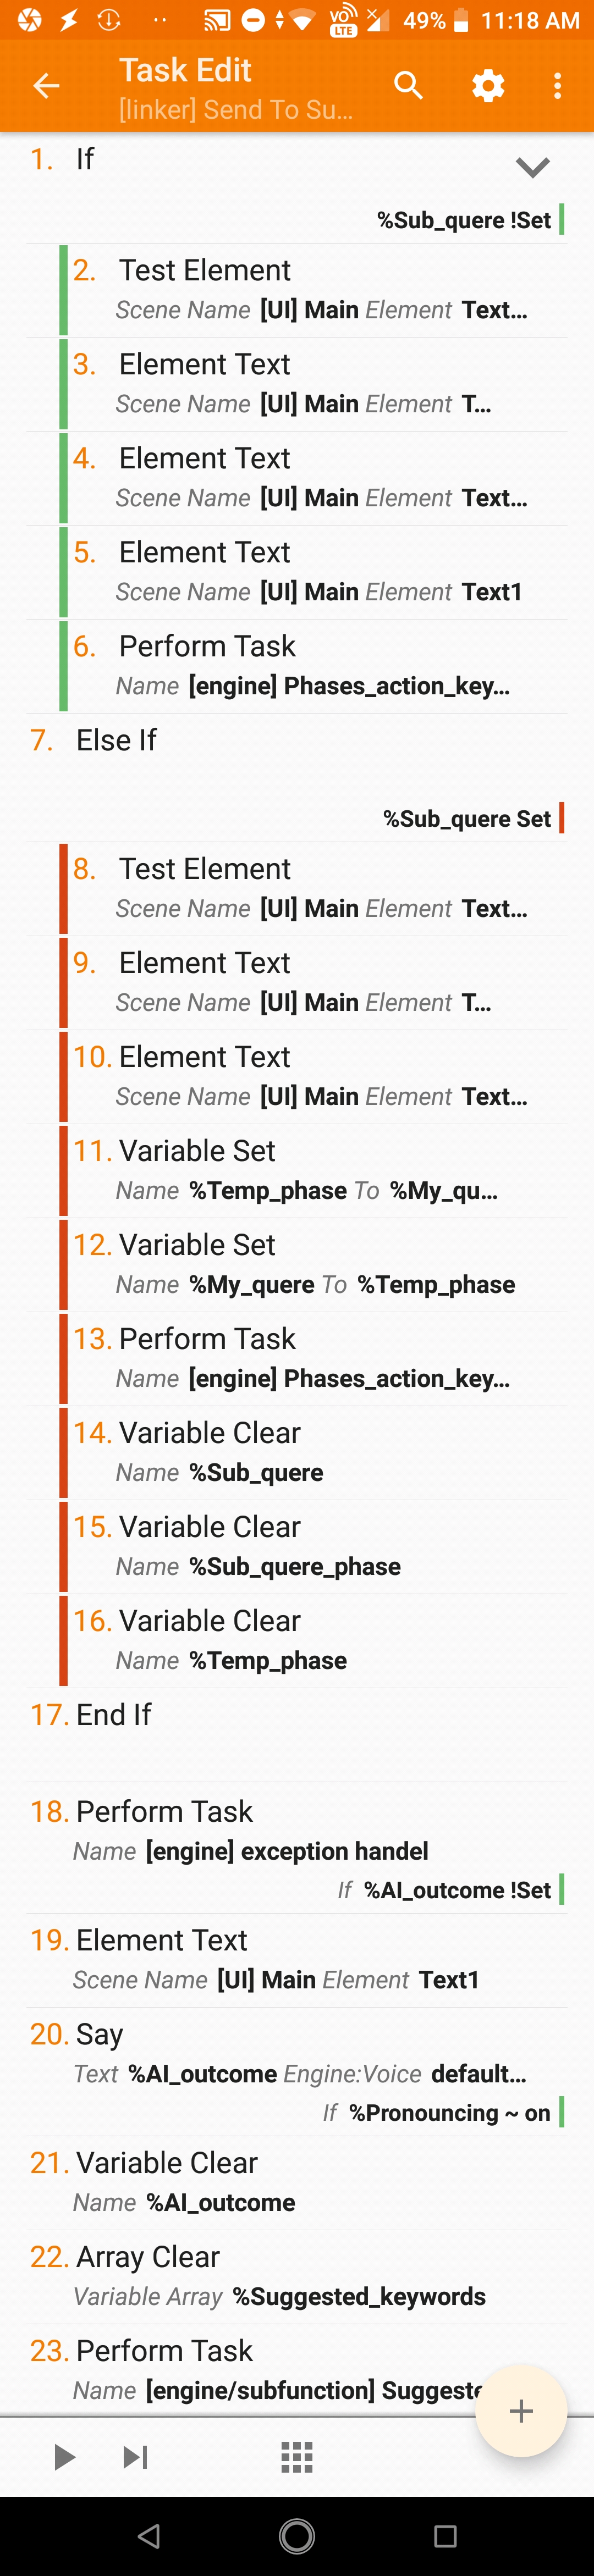 VO LTE 49% 11:18 AM
Task Edit
[linker] Send To Su...
1. If
%Sub_quere !Set
2. Test Element
Scene Name [UI] Main Element Text...
3. Element Text
Scene Name [UI] Main Element T...
4. Element Text
Scene Name [UI] Main Element Text...
5. Element Text
Scene Name [UI] Main Element Text1
6. Perform Task
Name [engine] Phases_action_key...
7. Else If
%Sub_quere Set
8. Test Element
Scene Name [UI] Main Element Text...
9. Element Text
Scene Name [UI] Main Element T...
10. Element Text
Scene Name [UI] Main Element Text...
11. Variable Set
Name %Temp_phase To %My_qu...
12. Variable Set
Name %My_quere To %Temp_phase
13. Perform Task
Name [engine] Phases_action_key...
14. Variable Clear
Name %Sub_quere
15. Variable Clear
Name %Sub_quere_phase
16. Variable Clear
Name %Temp_phase
17. End If
18. Perform Task
Name [engine] exception handel
If %AI_outcome !Set
19. Element Text
Scene Name [UI] Main Element Text1
20. Say
Text %AI_outcome Engine:Voice default...
If %Pronouncing ~ on
21. Variable Clear
Name %AI_outcome
22. Array Clear
Variable Array %Suggested_keywords
23. Perform Task
Name [engine/subfunction] Suggeste